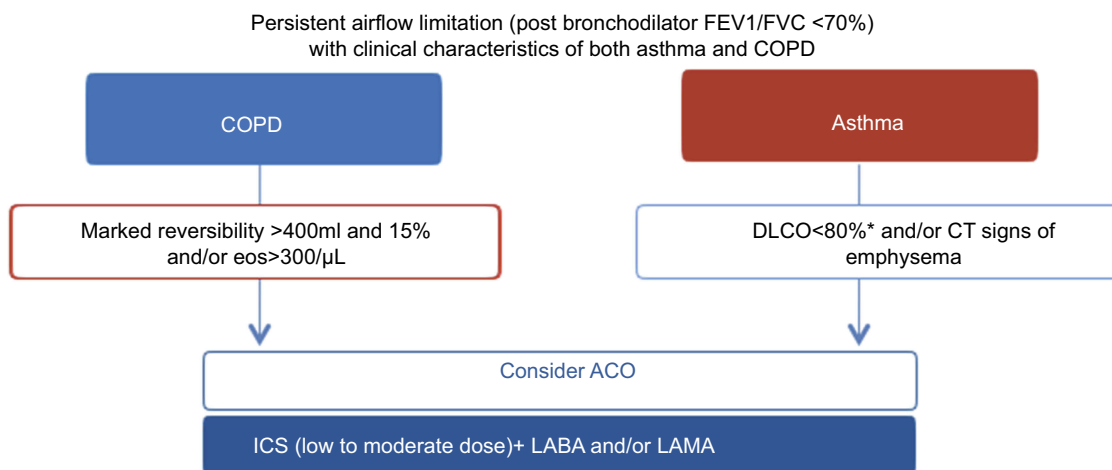 Persistent airflow limitation (post bronchodilator FEV1/FVC <70%)
with clinical characteristics of both asthma and COPD
COPD
Asthma
Marked reversibility >400ml and 15%
and/or eos>300/µL
DLCO<80%* and/or CT signs of
emphysema
Consider ACO
ICS (low to moderate dose)+ LABA and/or LAMA